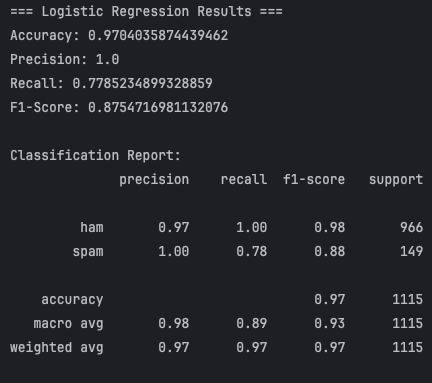 === Logistic Regression Results ===
Accuracy: 0.9704035874439462
Precision: 1.0
Recall: 0.7785234899328859
F1-Score: 0.8754716981132076
Classification Report:
precision recall f1-score support
ham 0.97 1.00 0.98 966
spam 1.00 0.78 0.88 149
accuracy 0.97 1115
macro avg 0.98 0.89 0.93 1115
weighted avg 0.97 0.97 0.97 1115